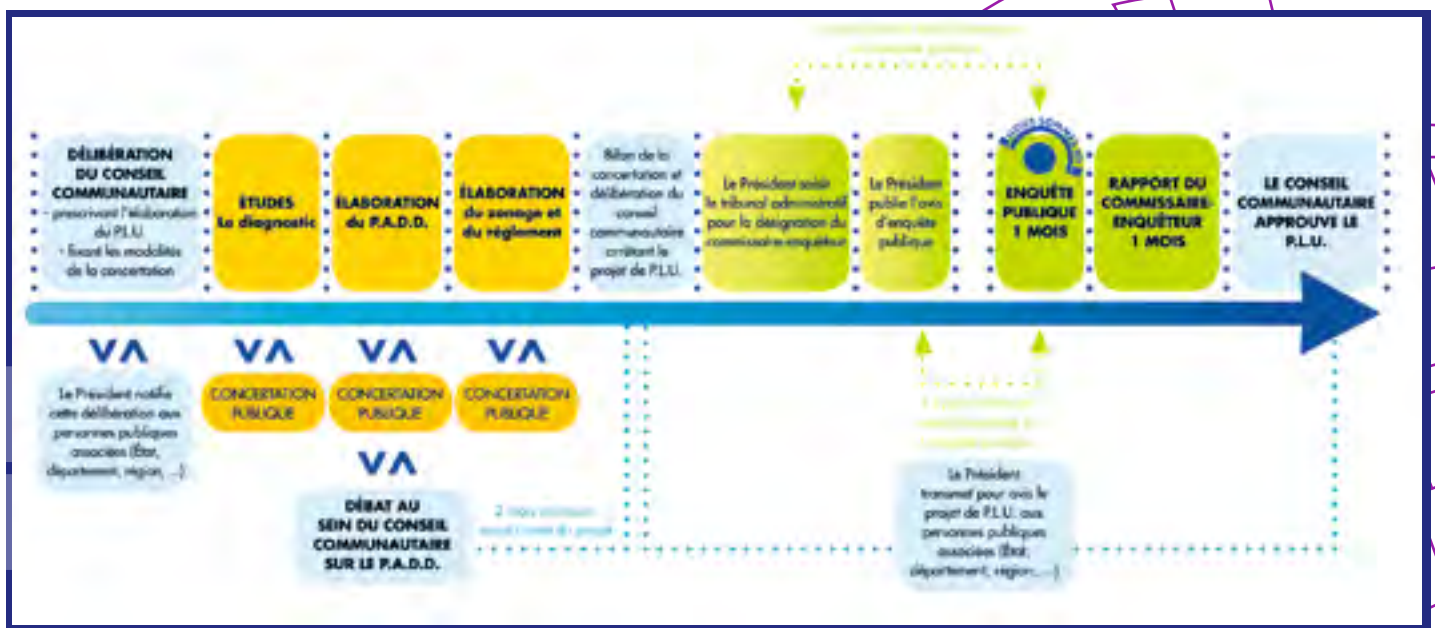 DÉLIBÉRATION
DU CONSEIL
COMMUNAUTAIRE
- prescrivant l'élaboration
du P.L.U
- fixant les modalités
de la concertation
ÉTUDES
Le diagnostic
ÉLABORATION
du P.A.D.D.
ÉLABORATION
du zonage et
du règlement
Bilan de la
concertation et
délibération du
conseil
communautaire
arrêtant le
projet de P.L.U.
Le Président saisir
le tribunal administratif
pour la désignation du
commissaire-enquêteur
Le Président
publie l'avis
d'enquête
publique
ENQUÊTE
PUBLIQUE
1 MOIS
RAPPORT DU
COMMISSAIRE-
ENQUÊTEUR
1 MOIS
LE CONSEIL
COMMUNAUTAIRE
APPROUVE LE
P.L.U.
Le Président notifie
cette délibération aux
personnes publiques
associées (État,
département, région, ...)
CONCERTATION
PUBLIQUE
CONCERTATION
PUBLIQUE
CONCERTATION
PUBLIQUE
DÉBAT AU
SEIN DU CONSEIL
COMMUNAUTAIRE
SUR LE P.A.D.D.
2 mois
Le Président
transmet pour avis le
projet de P.L.U. aux
personnes publiques
associées (État,
département, région, ...)